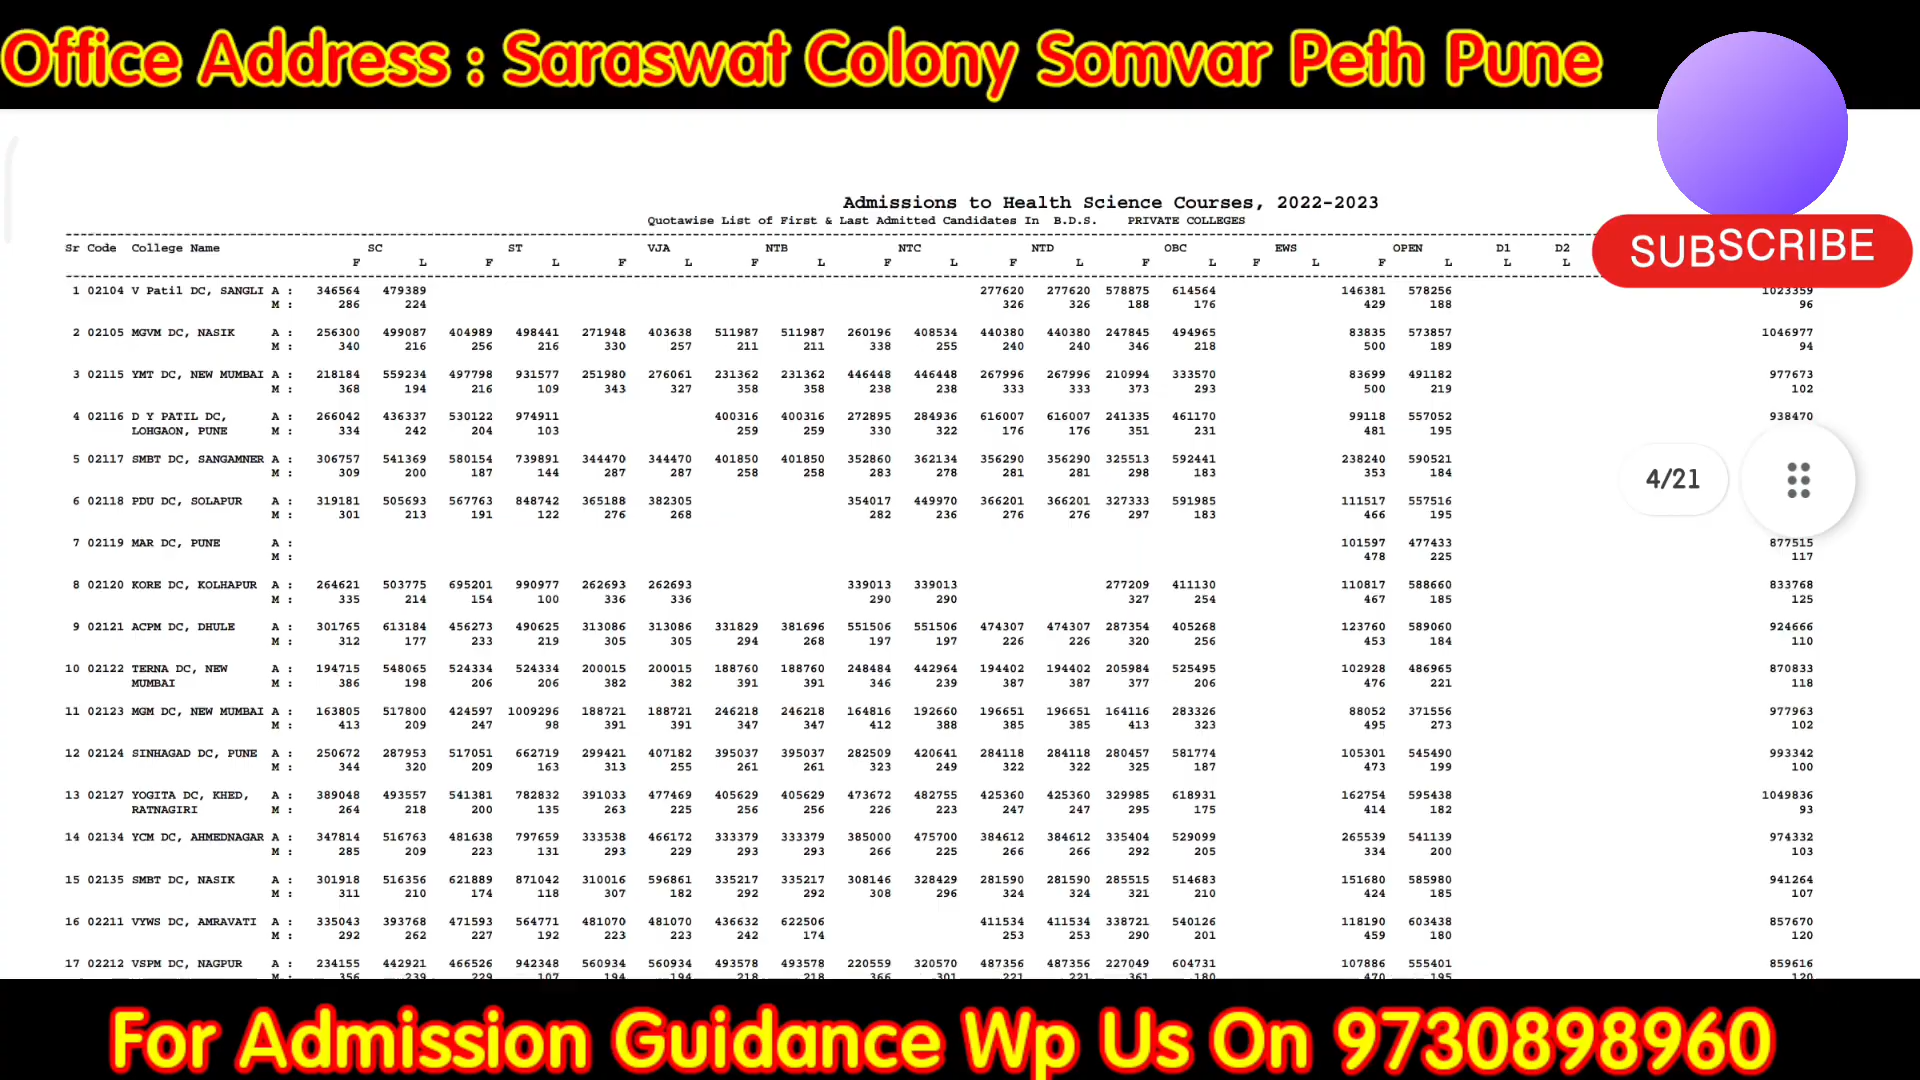 Office Address : Saraswat Colony Somvar Peth Pune
SUBSCRIBE
Admissions to Health Science Courses, 2022-2023
Quotawise List of First & Last Admitted Candidates In B.D.S. PRIVATE COLLEGES
Sr Code College Name SC ST VJA NTB NTC NTD OBC EWS OPEN D1 D2
F L F L F L F L F L F L F L F L F L L L
1 02104 V Patil DC, SANGLI A : 346564 479389 277620 277620 578875 614564 146381 578256 1023359
M : 286 224 326 326 188 176 429 188 96
2 02105 MGVM DC, NASIK A : 256300 499087 404989 498441 271948 403638 511987 511987 260196 408534 440380 440380 247845 494965 83835 573857 1046977
M : 340 216 256 216 330 257 211 211 338 255 240 240 346 218 500 189 94
3 02115 YMT DC, NEW MUMBAI A : 218184 559234 497798 931577 251980 276061 231362 231362 446448 446448 267996 267996 210994 333570 83699 491182 977673
M : 368 194 216 109 343 327 358 358 238 238 333 333 373 293 500 219 102
4 02116 D Y PATIL DC, A : 266042 436337 530122 974911 400316 400316 272895 284936 616007 616007 241335 461170 99118 557052 938470
LOHGAON, PUNE M : 334 242 204 103 259 259 330 322 176 176 351 231 481 195
5 02117 SMBT DC, SANGAMNER A : 306757 541369 580154 739891 344470 344470 401850 401850 352860 362134 356290 356290 325513 592441 238240 590521
M : 309 200 187 144 287 287 258 258 283 278 281 281 298 183 353 184
4/21
6 02118 PDU DC, SOLAPUR A : 319181 505693 567763 848742 365188 382305 354017 449970 366201 366201 327333 591985 111517 557516
M : 301 213 191 122 276 268 282 236 276 276 297 183 466 195
7 02119 MAR DC, PUNE A : 101597 477433 877515
M : 478 225 117
8 02120 KORE DC, KOLHAPUR A : 264621 503775 695201 990977 262693 262693 339013 339013 277209 411130 110817 588660 833768
M : 335 214 154 100 336 336 290 290 327 254 467 185 125
9 02121 ACPM DC, DHULE A : 301765 613184 456273 490625 313086 313086 331829 381696 551506 551506 474307 474307 287354 405268 123760 589060 924666
M : 312 177 233 219 305 305 294 268 197 197 226 226 320 256 453 184 110
10 02122 TERNA DC, NEW A : 194715 548065 524334 524334 200015 200015 188760 188760 248484 442964 194402 194402 205984 525495 102928 486965 870833
MUMBAI M : 386 198 206 206 382 382 391 391 346 239 387 387 377 206 476 221 118
11 02123 MGM DC, NEW MUMBAI A : 163805 517800 424597 1009296 188721 188721 246218 246218 164816 192660 196651 196651 164116 283326 88052 371556 977963
M : 413 209 247 98 391 391 347 347 412 388 385 385 413 323 495 273 102
12 02124 SINHAGAD DC, PUNE A : 250672 287953 517051 662719 299421 407182 395037 395037 282509 420641 284118 284118 280457 581774 105301 545490 993342
M : 344 320 209 163 313 255 261 261 323 249 322 322 325 187 473 199 100
13 02127 YOGITA DC, KHED, A : 389048 493557 541381 782832 391033 477469 405629 405629 473672 482755 425360 425360 329985 618931 162754 595438 1049836
RATNAGIRI M : 264 218 200 135 263 225 256 256 226 223 247 247 295 175 414 182 93
14 02134 YCM DC, AHMEDNAGAR A : 347814 516763 481638 797659 333538 466172 333379 333379 385000 475700 384612 384612 335404 529099 265539 541139 974332
M : 285 209 223 131 293 229 293 293 266 225 266 266 292 205 334 200 103
15 02135 SMBT DC, NASIK A : 301918 516356 621889 871042 310016 596861 335217 335217 308146 328429 281590 281590 285515 514683 151680 585980 941264
M : 311 210 174 118 307 182 292 292 308 296 324 324 321 210 424 185 107
16 02211 VYWS DC, AMRAVATI A : 335043 393768 471593 564771 481070 481070 436632 622506 411534 411534 338721 540126 118190 603438 857670
M : 292 262 227 192 223 223 242 174 253 253 290 201 459 180 120
17 02212 VSPM DC, NAGPUR A : 234155 442921 466526 942348 560934 560934 493578 493578 220559 320570 487356 487356 227049 604731 107886 555401 859616
M : 356 239 229 107 194 194 218 218 366 301 221 221 361 180 470 195 120
For Admission Guidance Wp Us On 9730898960